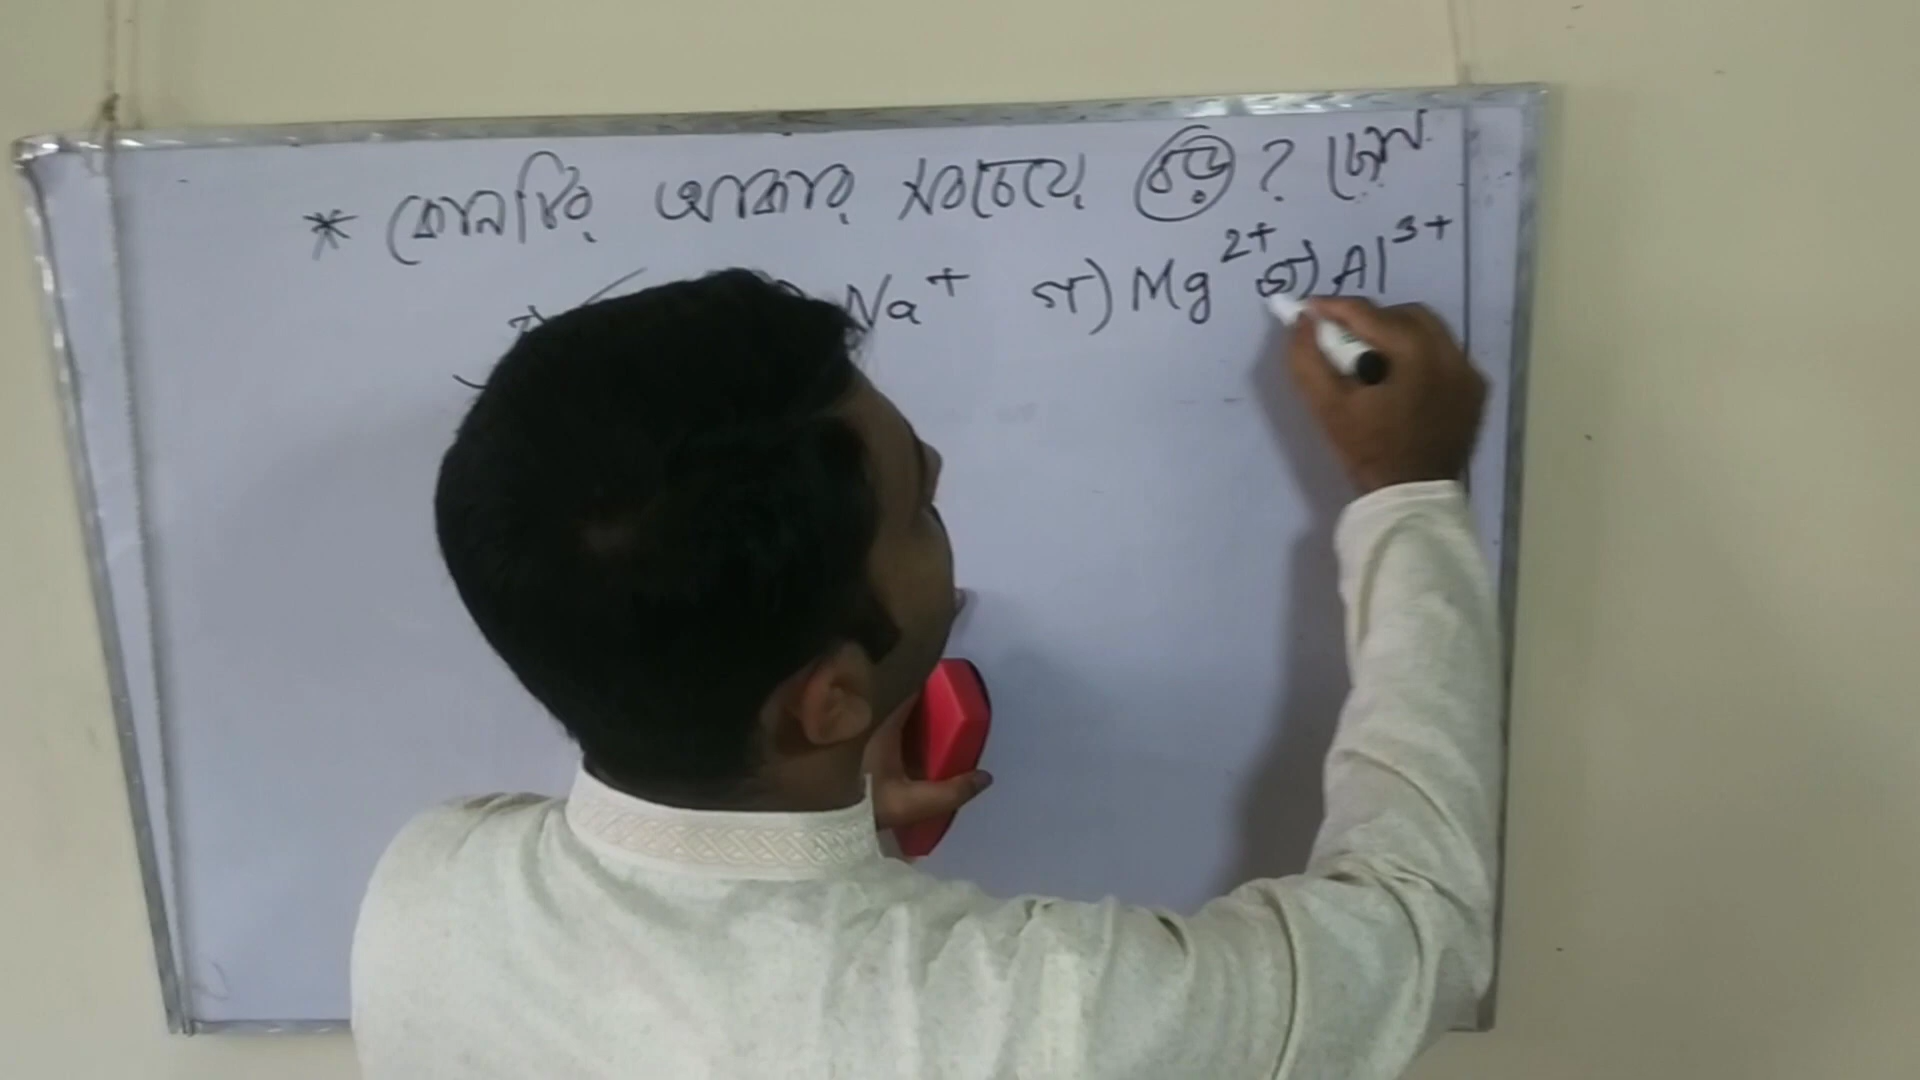 * কোনটির আকার সবচেয়ে বড় ?
Na⁺ গ) Mg²⁺ ঘ) Al³⁺